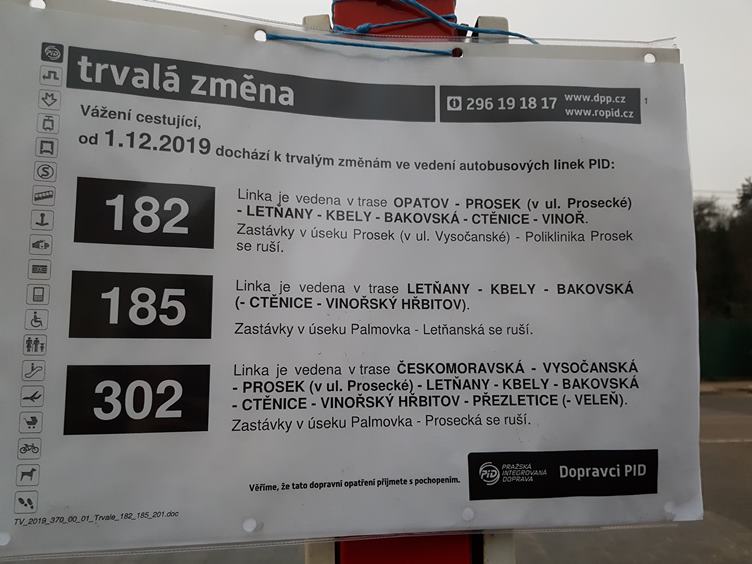 trvalá změna
296 19 18 17 www.dpp.cz
www.ropid.cz
1
Vážení cestující,
od 1.12.2019 dochází k trvalým změnám ve vedení autobusových linek PID:
182
Linka je vedena v trase OPATOV - PROSEK (v ul. Prosecké)
- LETŇANY - KBELY - BAKOVSKÁ - CTĚNICE - VINOŘ.
Zastávky v úseku Prosek (v ul. Vysočanské) - Poliklinika Prosek
se ruší.
185
Linka je vedena v trase LETŇANY - KBELY - BAKOVSKÁ
(- CTĚNICE - VINOŘSKÝ HŘBITOV).
Zastávky v úseku Palmovka - Letňanská se ruší.
302
Linka je vedena v trase ČESKOMORAVSKÁ - VYSOČANSKÁ
- PROSEK (v ul. Prosecké) - LETŇANY - KBELY - BAKOVSKÁ
- CTĚNICE - VINOŘSKÝ HŘBITOV - PŘEZLETICE (- VELEŇ).
Zastávky v úseku Palmovka - Prosecká se ruší.
Věříme, že tato dopravní opatření přijmete s pochopením.
PID PRAŽSKÁ
INTEGROVANÁ
DOPRAVA
Dopravci PID
TV_2019_370_00_01_Trvale_182_185_201.doc